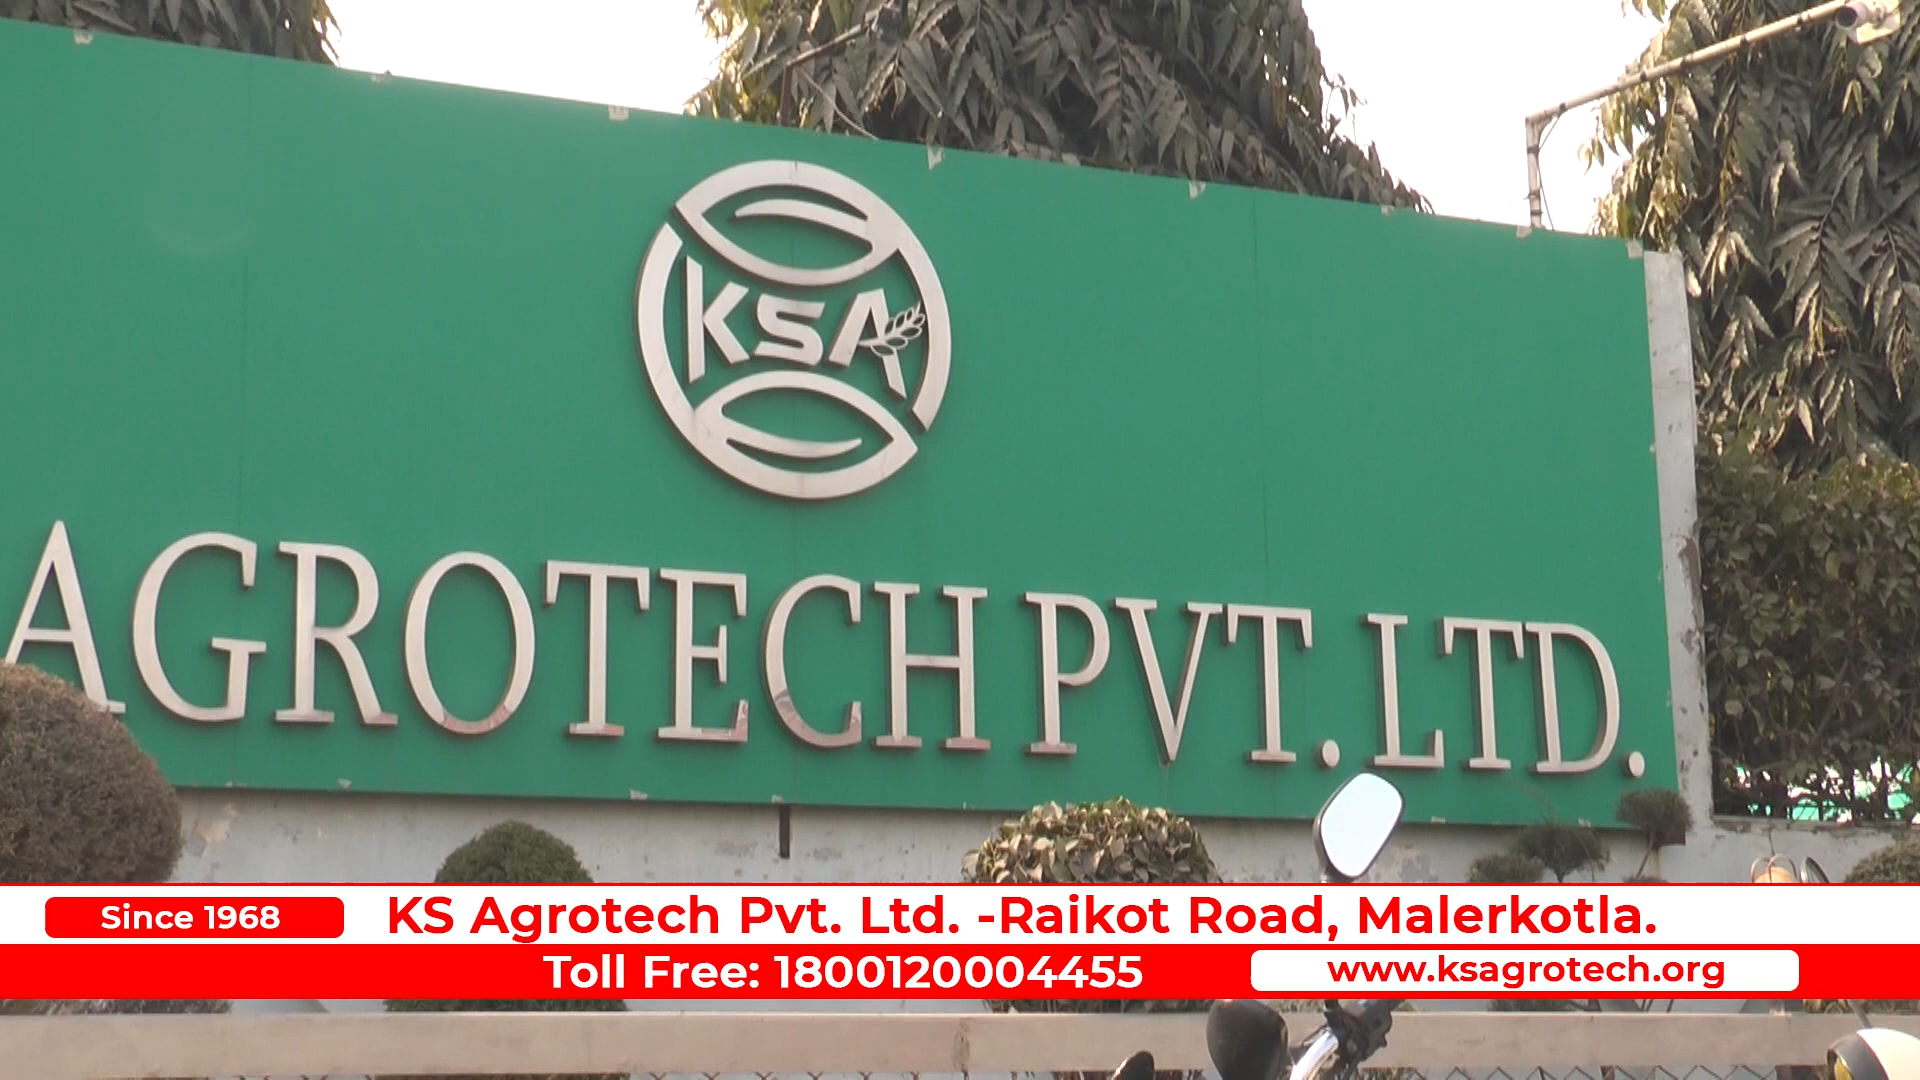 KSA
AGROTECH PVT. LTD.
Since 1968
KS Agrotech Pvt. Ltd. -Raikot Road, Malerkotla.
Toll Free: 1800120004455
www.ksagrotech.org